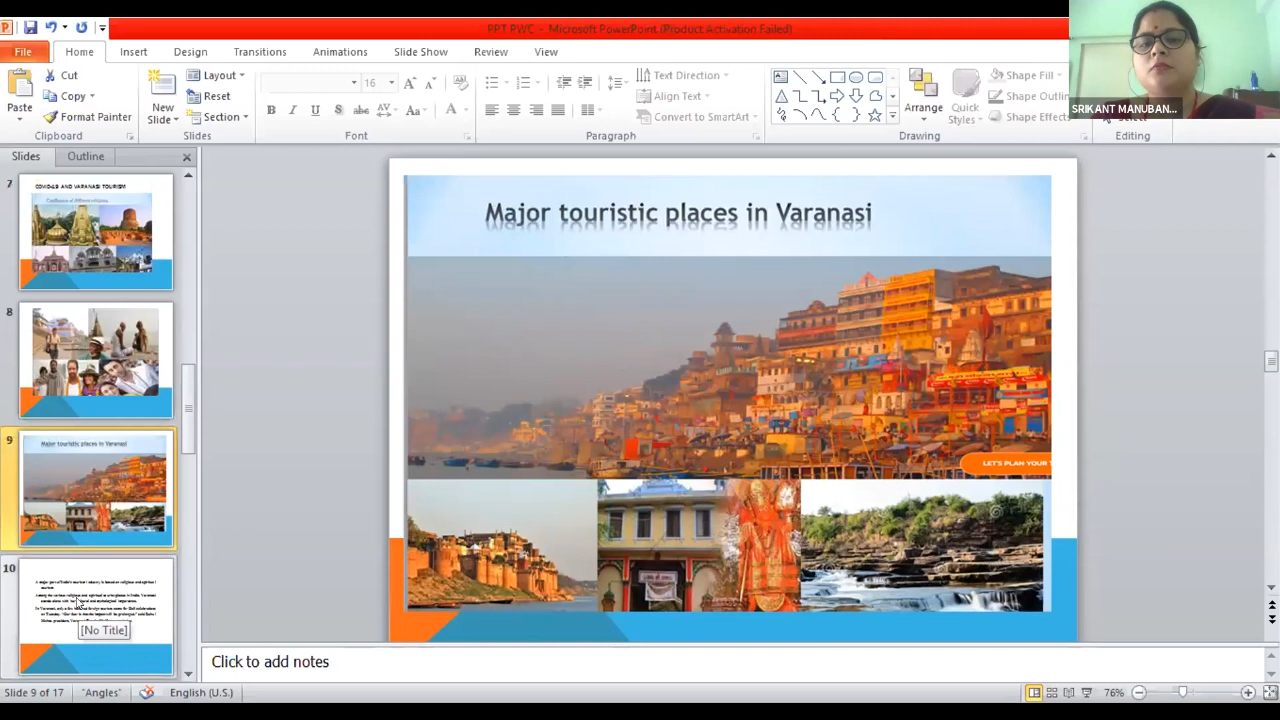 PPT PWC - Microsoft PowerPoint (Product Activation Failed)
File Home Insert Design Transitions Animations Slide Show Review View
Paste
Cut
Copy
Format Painter
Clipboard
New
Slide
Layout
Reset
Section
Slides
16
Font
Text Direction
Align Text
Convert to SmartArt
Paragraph
Arrange
Quick
Styles
Shape Fill
Shape Outline
Shape Effects
Drawing
Editing
SRIKANT MANUBAN...
Slides Outline
7
COVID-19 AND VARANASI TOURISM
8
9
Major touristic places in Varanasi
10
[No Title]
Major touristic places in Varanasi
LET'S PLAN YOUR T
Click to add notes
Slide 9 of 17 "Angles" English (U.S.) 76%